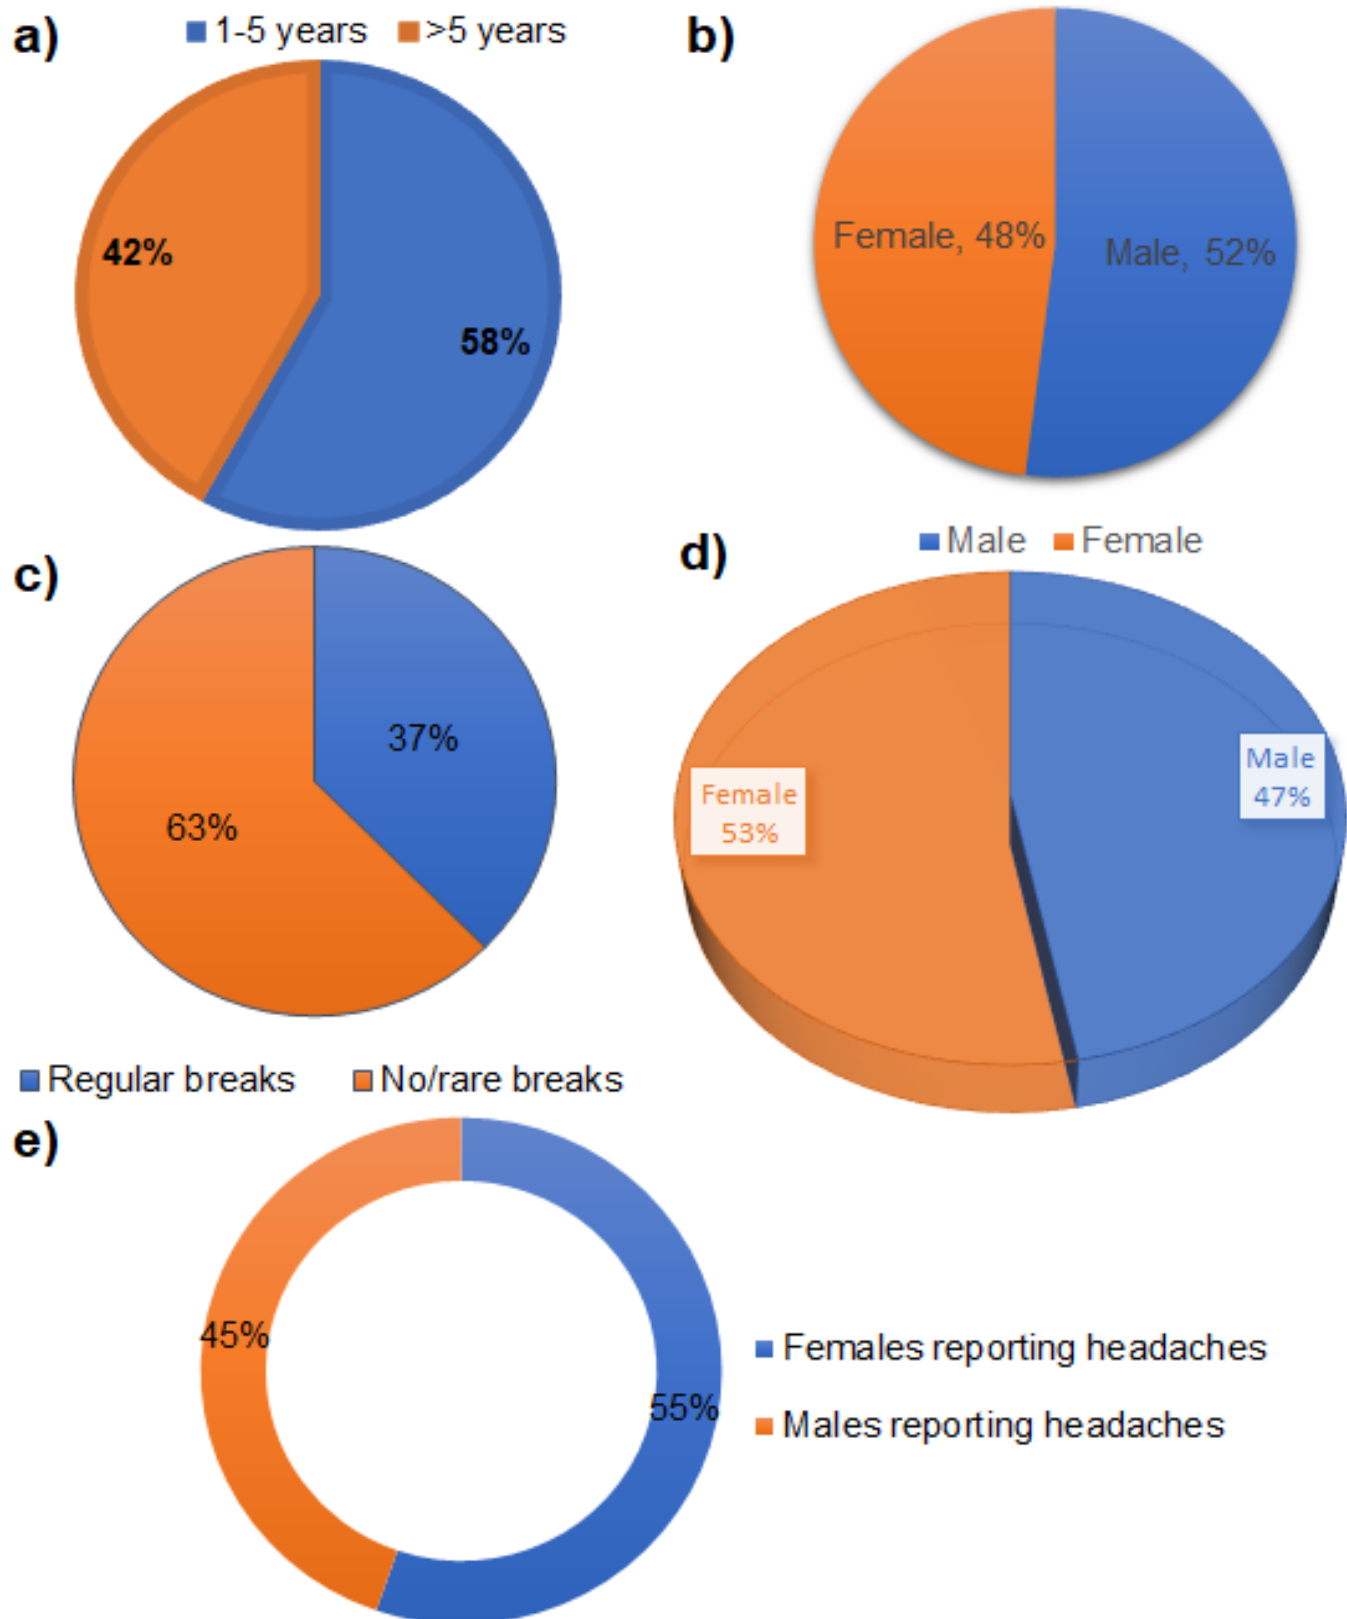 a)
1-5 years >5 years
42%
58%
b)
Female, 48%
Male, 52%
c)
37%
63%
Regular breaks No/rare breaks
d)
Male Female
Female
53%
Male
47%
e)
45%
55%
Females reporting headaches
Males reporting headaches